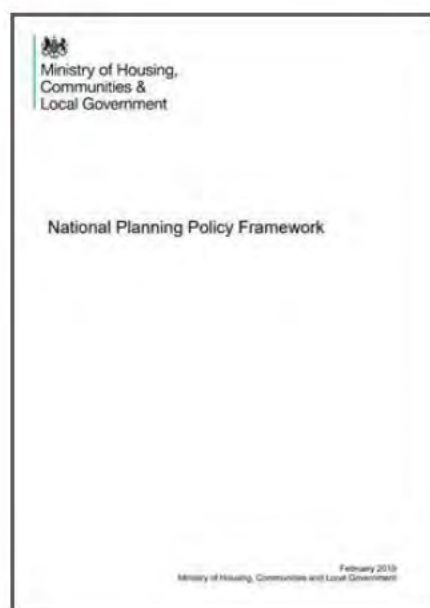 Ministry of Housing,
Communities &
Local Government
National Planning Policy Framework
February 2019
Ministry of Housing, Communities and Local Government